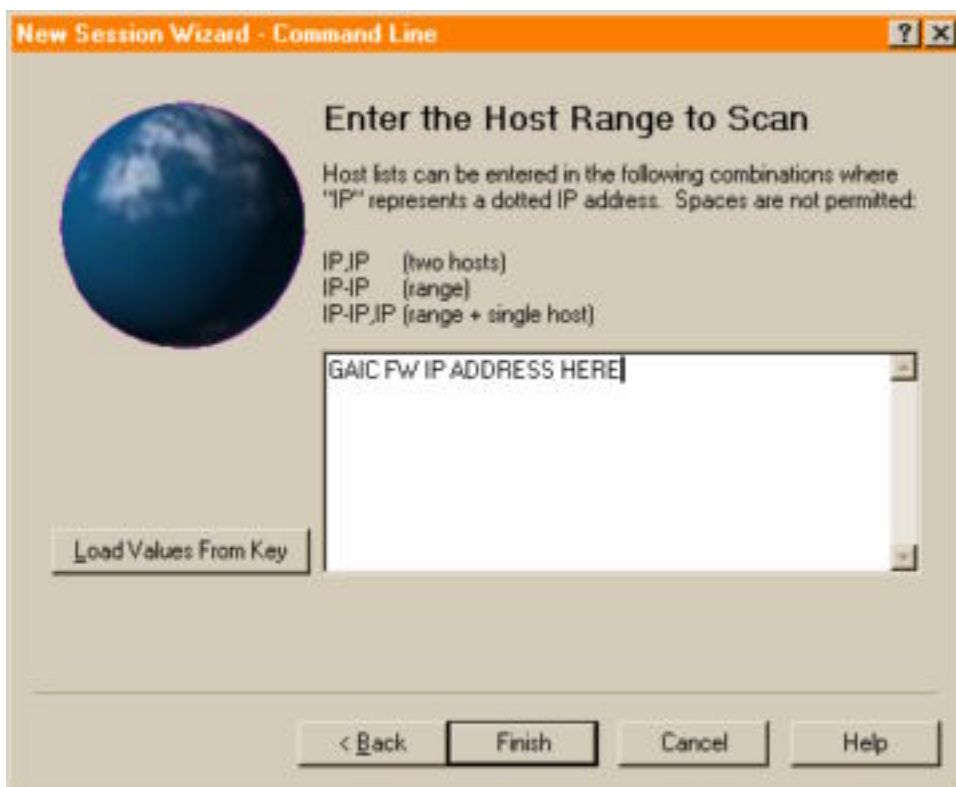 New Session Wizard - Command Line
Enter the Host Range to Scan
Host lists can be entered in the following combinations where
"IP" represents a dotted IP address. Spaces are not permitted:
IP,IP (two hosts)
IP-IP (range)
IP-IP,IP (range + single host)
GAIC FW IP ADDRESS HERE
Load Values From Key
< Back Finish Cancel Help